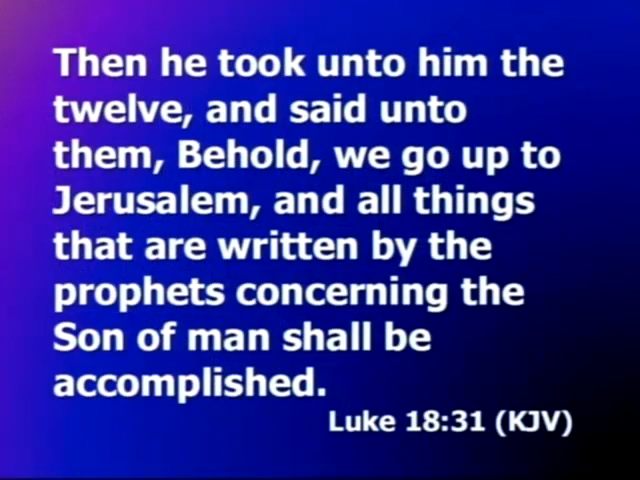 Then he took unto him the
twelve, and said unto
them, Behold, we go up to
Jerusalem, and all things
that are written by the
prophets concerning the
Son of man shall be
accomplished.
Luke 18:31 (KJV)